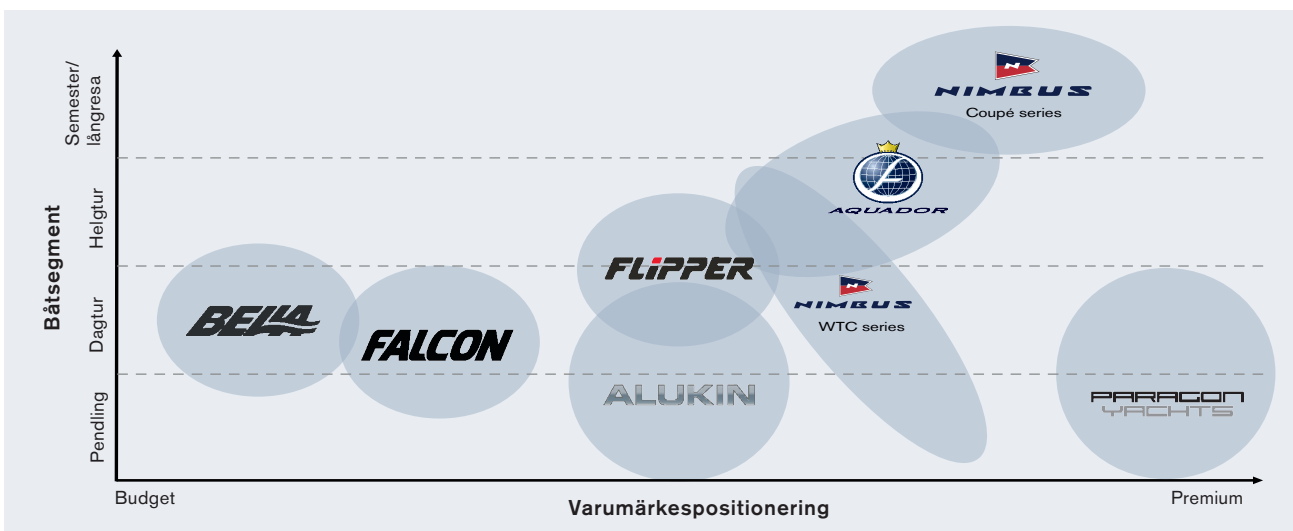 Båtsegment
Semester/
långresa
Helgtur
Dagtur
Pendling
N
NIMBUS
Coupé series
A
AQUADOR
FLIPPER
N
NIMBUS
WTC series
BELLA
FALCON
ALUKIN
PARAGON
YACHTS
Budget
Varumärkespositionering
Premium